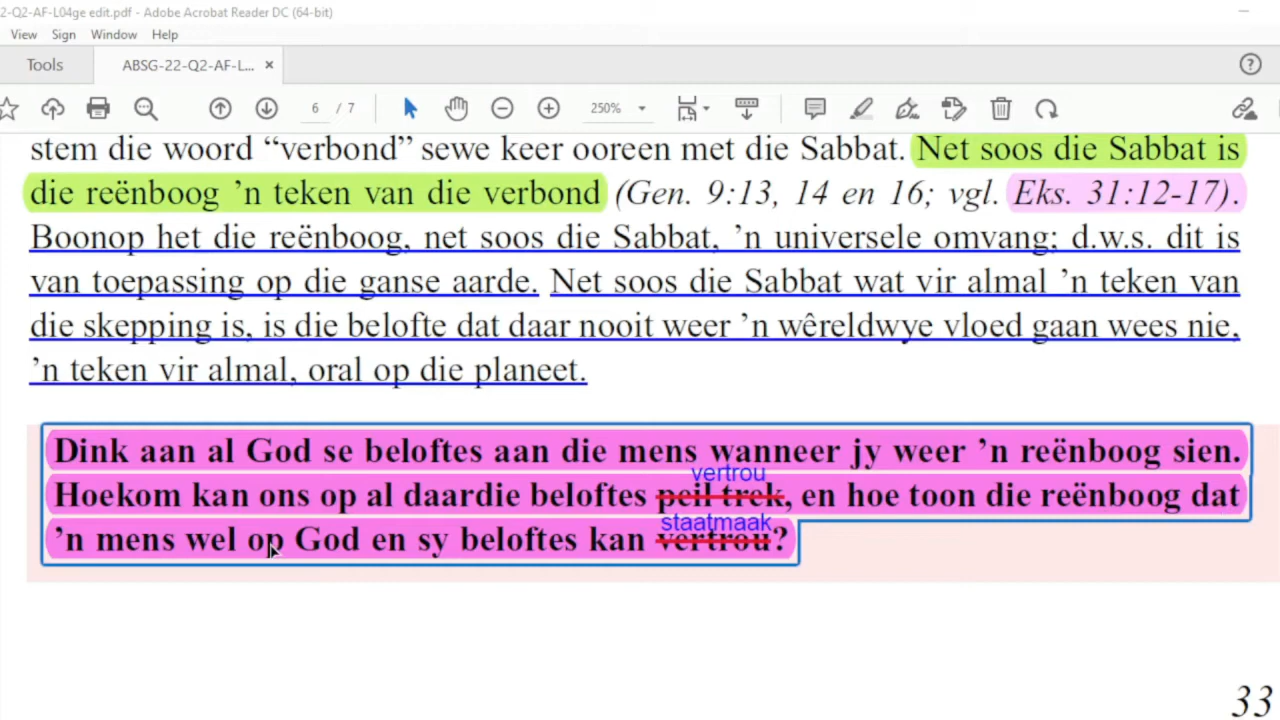 2-Q2-AF-L04ge edit.pdf - Adobe Acrobat Reader DC (64-bit)
View Sign Window Help
Tools ABSG-22-Q2-AF-L... ×
6 / 7 250%
stem die woord “verbond” sewe keer ooreen met die Sabbat. Net soos die Sabbat is
die reënboog ’n teken van die verbond (Gen. 9:13, 14 en 16; vgl. Eks. 31:12-17).
Boonop het die reënboog, net soos die Sabbat, ’n universele omvang; d.w.s. dit is
van toepassing op die ganse aarde. Net soos die Sabbat wat vir almal ’n teken van
die skepping is, is die belofte dat daar nooit weer ’n wêreldwye vloed gaan wees nie,
’n teken vir almal, oral op die planeet.
Dink aan al God se beloftes aan die mens wanneer jy weer ’n reënboog sien.
vertrou
Hoekom kan ons op al daardie beloftes peil trek, en hoe toon die reënboog dat
staatmaak
’n mens wel op God en sy beloftes kan vertrou?
33